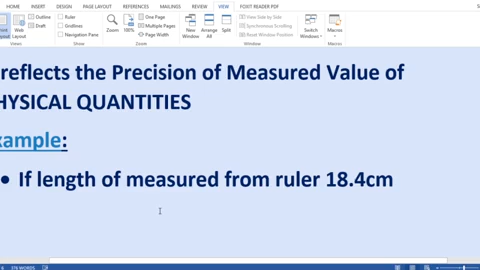 HOME INSERT DESIGN PAGE LAYOUT REFERENCES MAILINGS REVIEW VIEW FOXIT READER PDF
Outline Ruler One Page View Side by Side
Web Layout Draft Gridlines Zoom 100% Multiple Pages New Window Arrange All Split Synchronous Scrolling Switch Windows Macros
Navigation Pane Page Width Reset Window Position
Views Show Zoom Window Macros
reflects the Precision of Measured Value of
HYSICAL QUANTITIES
xample:
• If length of measured from ruler 18.4cm
6 378 WORDS